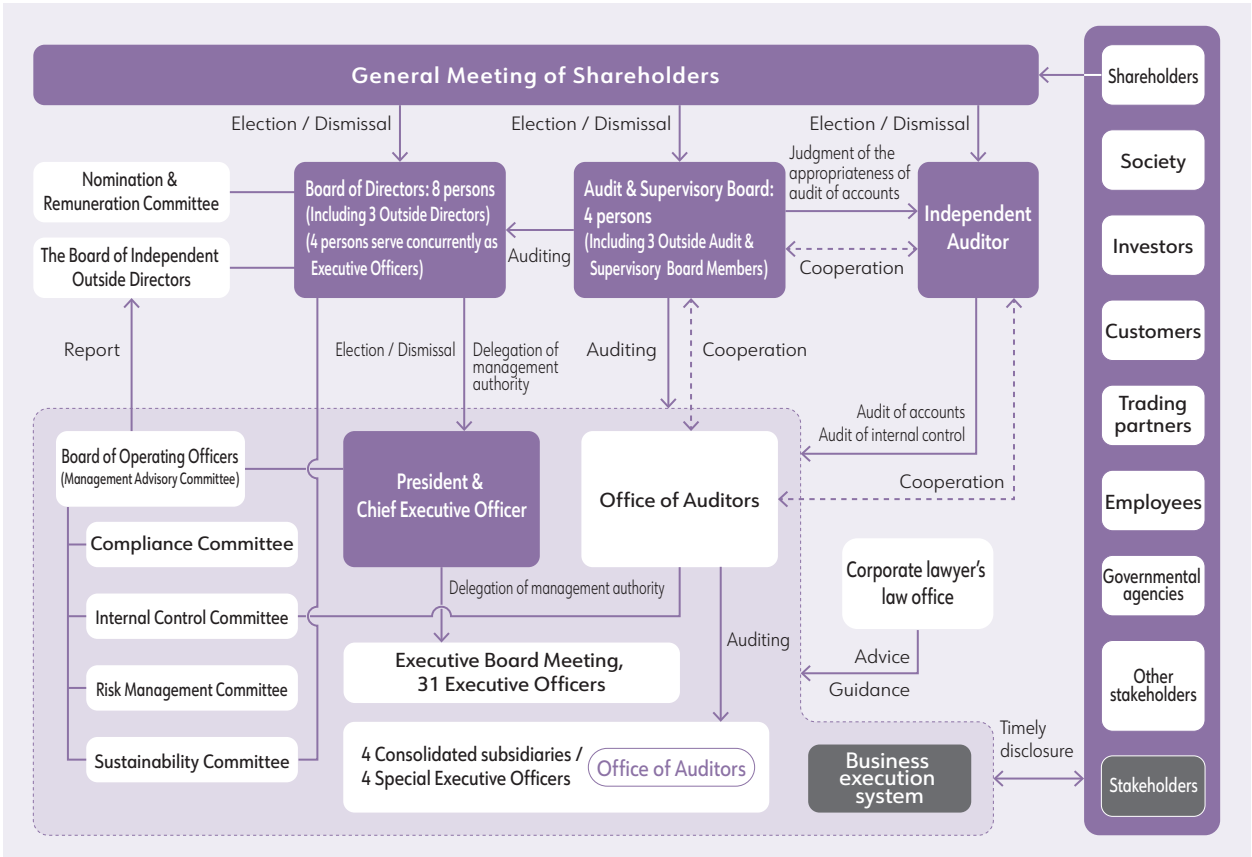 General Meeting of Shareholders
Shareholders
Election / Dismissal
Election / Dismissal
Election / Dismissal
Society
Nomination &
Remuneration Committee
Board of Directors: 8 persons
(Including 3 Outside Directors)
(4 persons serve concurrently as
Executive Officers)
Audit & Supervisory Board:
4 persons
(Including 3 Outside Audit &
Supervisory Board Members)
Judgment of the
appropriateness of
audit of accounts
Independent
Auditor
The Board of Independent
Outside Directors
Auditing
Cooperation
Investors
Customers
Report
Election / Dismissal
Delegation of
management
authority
Auditing
Cooperation
Trading
partners
Audit of accounts
Audit of internal control
Board of Operating Officers
(Management Advisory Committee)
President &
Chief Executive Officer
Office of Auditors
Cooperation
Employees
Compliance Committee
Corporate lawyer's
law office
Governmental
agencies
Delegation of management authority
Internal Control Committee
Auditing
Advice
Guidance
Executive Board Meeting,
31 Executive Officers
Risk Management Committee
Other
stakeholders
Sustainability Committee
4 Consolidated subsidiaries /
4 Special Executive Officers
Office of Auditors
Business
execution
system
Timely
disclosure
Stakeholders